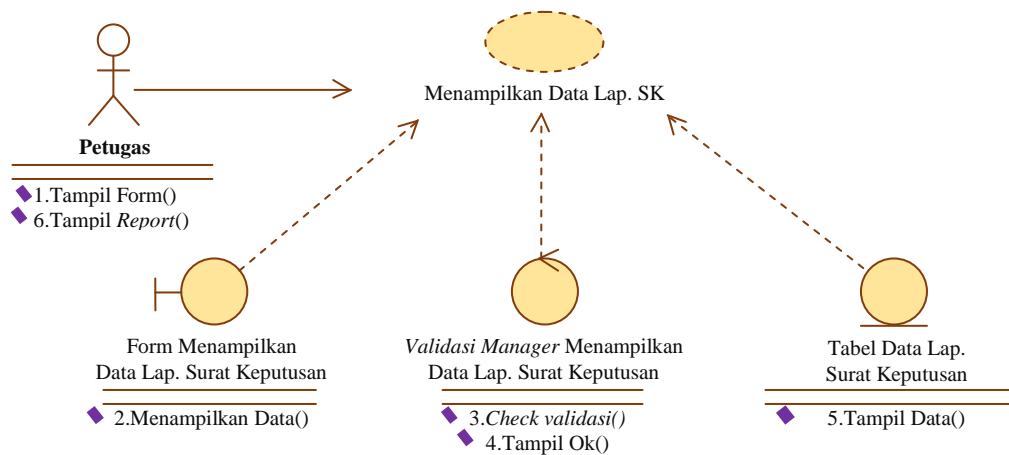 Menampilkan Data Lap. SK
Petugas
1.Tampil Form()
6.Tampil Report()
Form Menampilkan
Data Lap. Surat Keputusan
2.Menampilkan Data()
Validasi Manager Menampilkan
Data Lap. Surat Keputusan
3.Check validasi()
4.Tampil Ok()
Tabel Data Lap.
Surat Keputusan
5.Tampil Data()